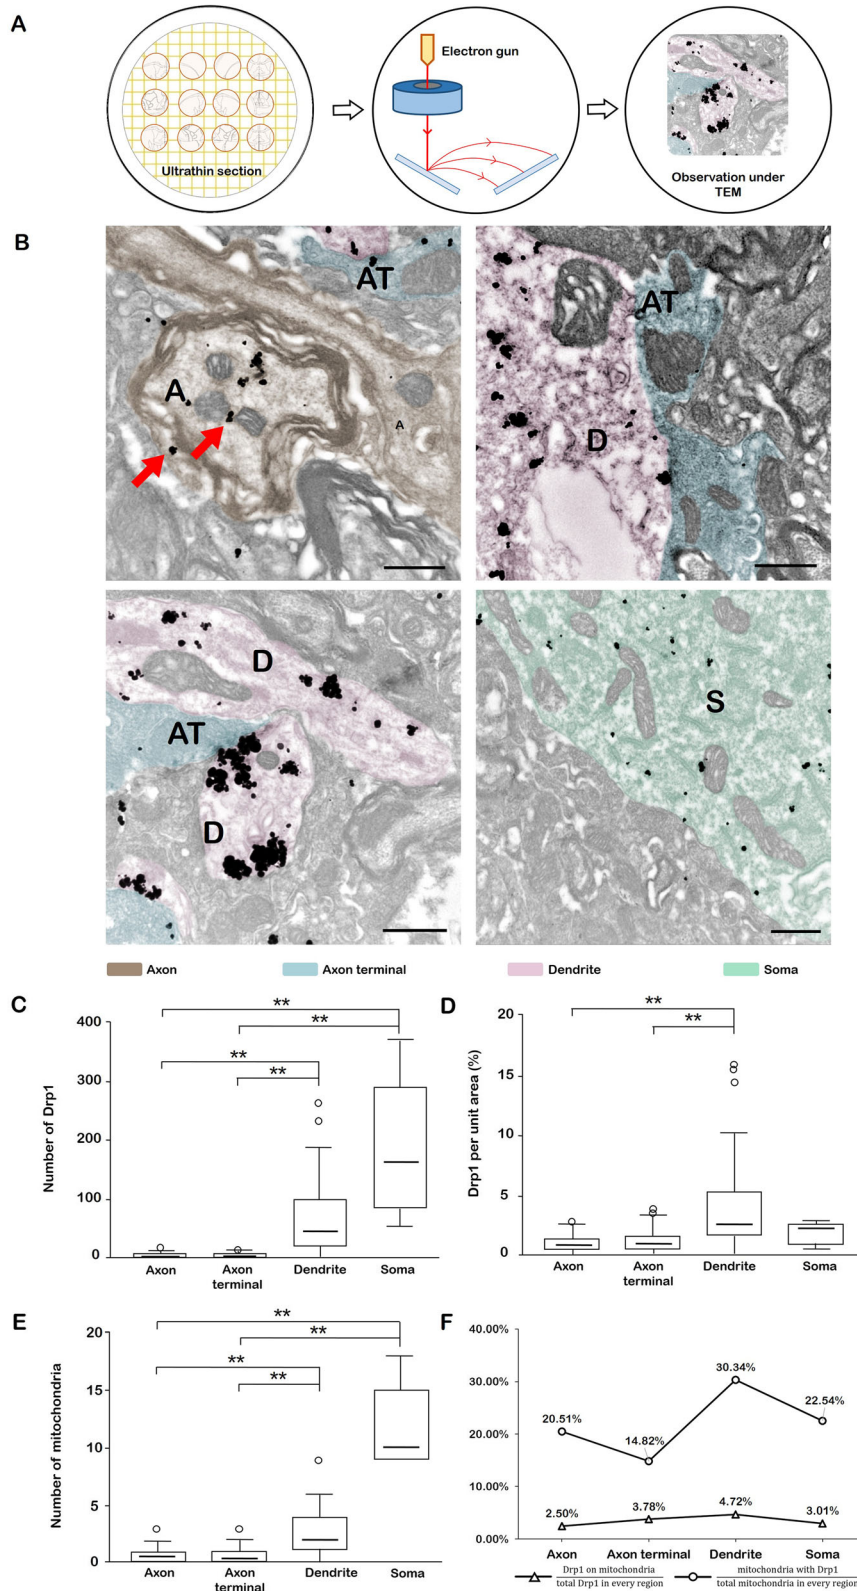 A
Ultrathin section
Electron gun
Observation under
TEM
B
AT
A
A
AT
D
D
AT
D
S
Axon
Axon terminal
Dendrite
Soma
C
Number of Drp1
400
300
200
100
0
**
**
**
**
Axon
Axon
terminal
Dendrite
Soma
D
Drp1 per unit area (%)
20
15
10
5
0
**
**
Axon
Axon
terminal
Dendrite
Soma
E
Number of mitochondria
20
15
10
5
0
**
**
**
**
Axon
Axon
terminal
Dendrite
Soma
F
40.00%
30.00%
20.00%
10.00%
0.00%
20.51%
14.82%
30.34%
22.54%
2.50%
3.78%
4.72%
3.01%
Axon
Axon terminal
Dendrite
Soma
Drp1 on mitochondria
total Drp1 in every region
mitochondria with Drp1
total mitochondria in every region